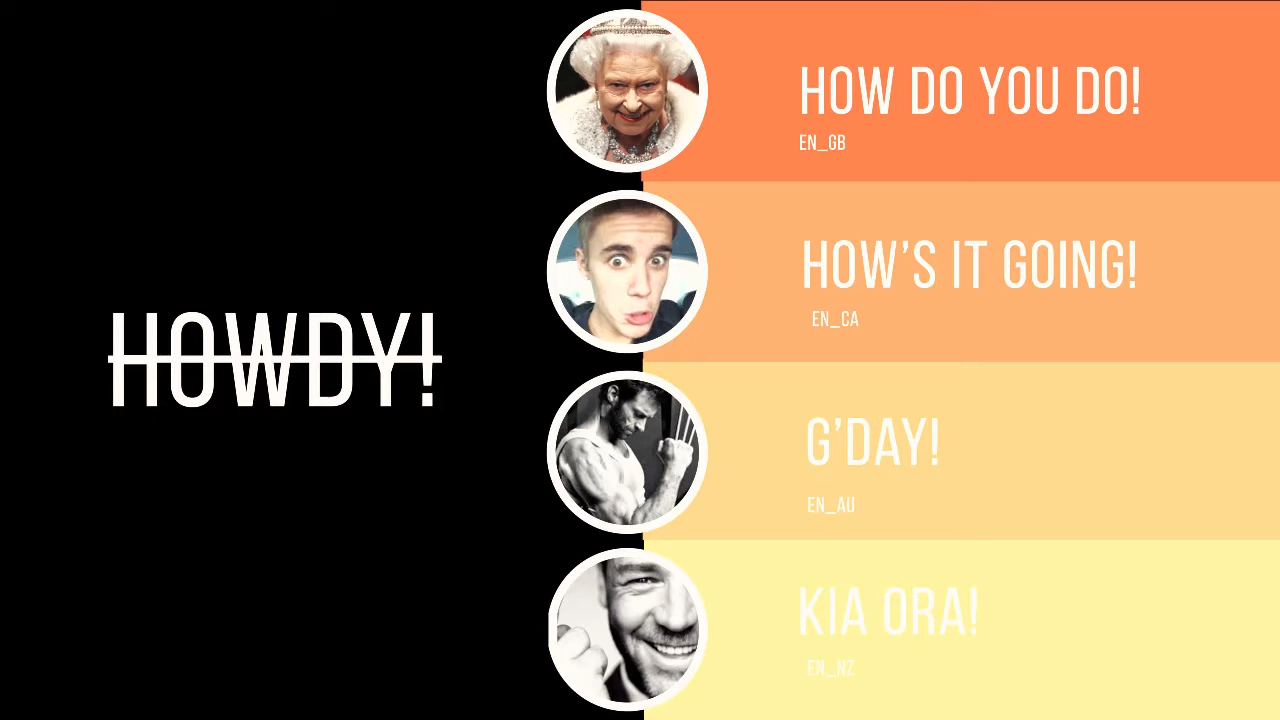 HOWDY!
HOW DO YOU DO!
EN_GB
HOW'S IT GOING!
EN_CA
G'DAY!
EN_AU
KIA ORA!
EN_NZ